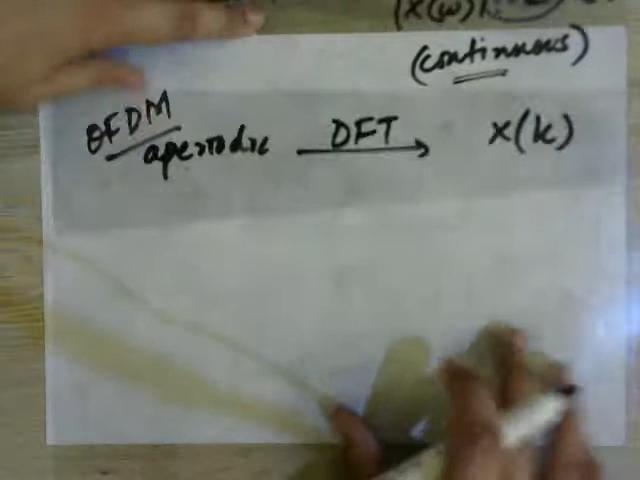 (X(ω)
(continuous)
OFDM
aperiodic DFT X(k)